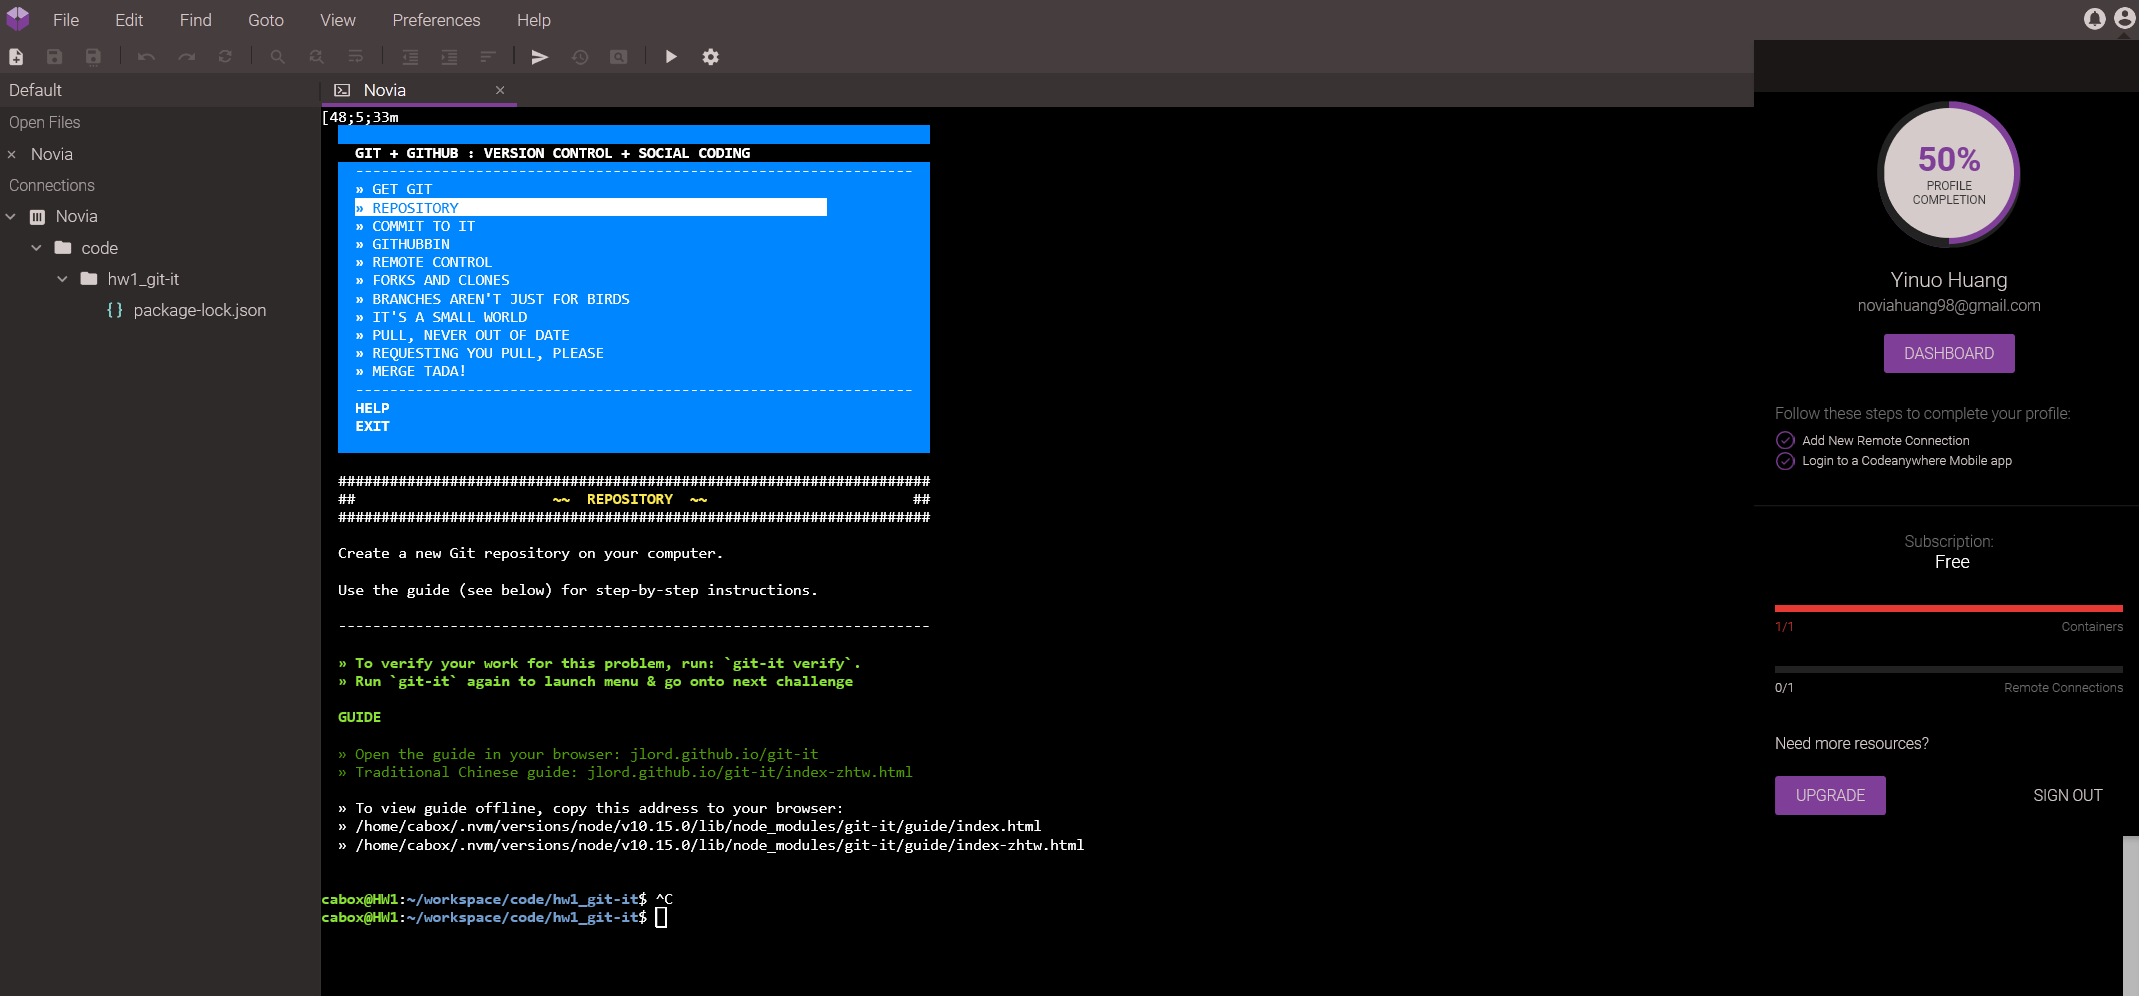 File Edit Find Goto View Preferences Help
Default
Open Files
× Novia
Connections
Novia
code
hw1_git-it
{} package-lock.json
Novia ×
[48;5;33m
GIT + GITHUB : VERSION CONTROL + SOCIAL CODING
-----------------------------------------------------------------
» GET GIT
» REPOSITORY
» COMMIT TO IT
» GITHUBBIN
» REMOTE CONTROL
» FORKS AND CLONES
» BRANCHES AREN'T JUST FOR BIRDS
» IT'S A SMALL WORLD
» PULL, NEVER OUT OF DATE
» REQUESTING YOU PULL, PLEASE
» MERGE TADA!
-----------------------------------------------------------------
HELP
EXIT
#####################################################################
## ~~ REPOSITORY ~~ ##
#####################################################################
Create a new Git repository on your computer.
Use the guide (see below) for step-by-step instructions.
---------------------------------------------------------------------
» To verify your work for this problem, run: `git-it verify`.
» Run `git-it` again to launch menu & go onto next challenge
GUIDE
» Open the guide in your browser: jlord.github.io/git-it
» Traditional Chinese guide: jlord.github.io/git-it/index-zhtw.html
» To view guide offline, copy this address to your browser:
» /home/cabox/.nvm/versions/node/v10.15.0/lib/node_modules/git-it/guide/index.html
» /home/cabox/.nvm/versions/node/v10.15.0/lib/node_modules/git-it/guide/index-zhtw.html
cabox@HW1:~/workspace/code/hw1_git-it$ ^C
cabox@HW1:~/workspace/code/hw1_git-it$
50%
PROFILE
COMPLETION
Yinuo Huang
noviahuang98@gmail.com
DASHBOARD
Follow these steps to complete your profile:
Add New Remote Connection
Login to a Codeanywhere Mobile app
Subscription:
Free
1/1 Containers
0/1 Remote Connections
Need more resources?
UPGRADE SIGN OUT